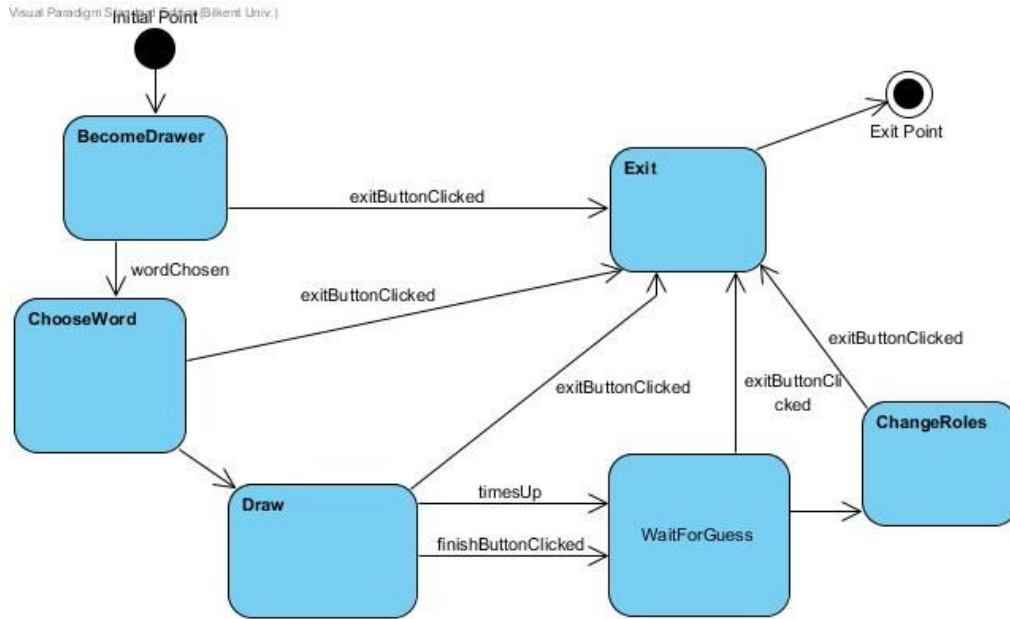 Visual Paradigm Standard Edition(Bilkent Univ.)
Initial Point
BecomeDrawer
Exit Point
Exit
exitButtonClicked
wordChosen
exitButtonClicked
ChooseWord
exitButtonClicked
exitButtonClicked
exitButtonCli
cked
ChangeRoles
Draw
timesUp
finishButtonClicked
WaitForGuess